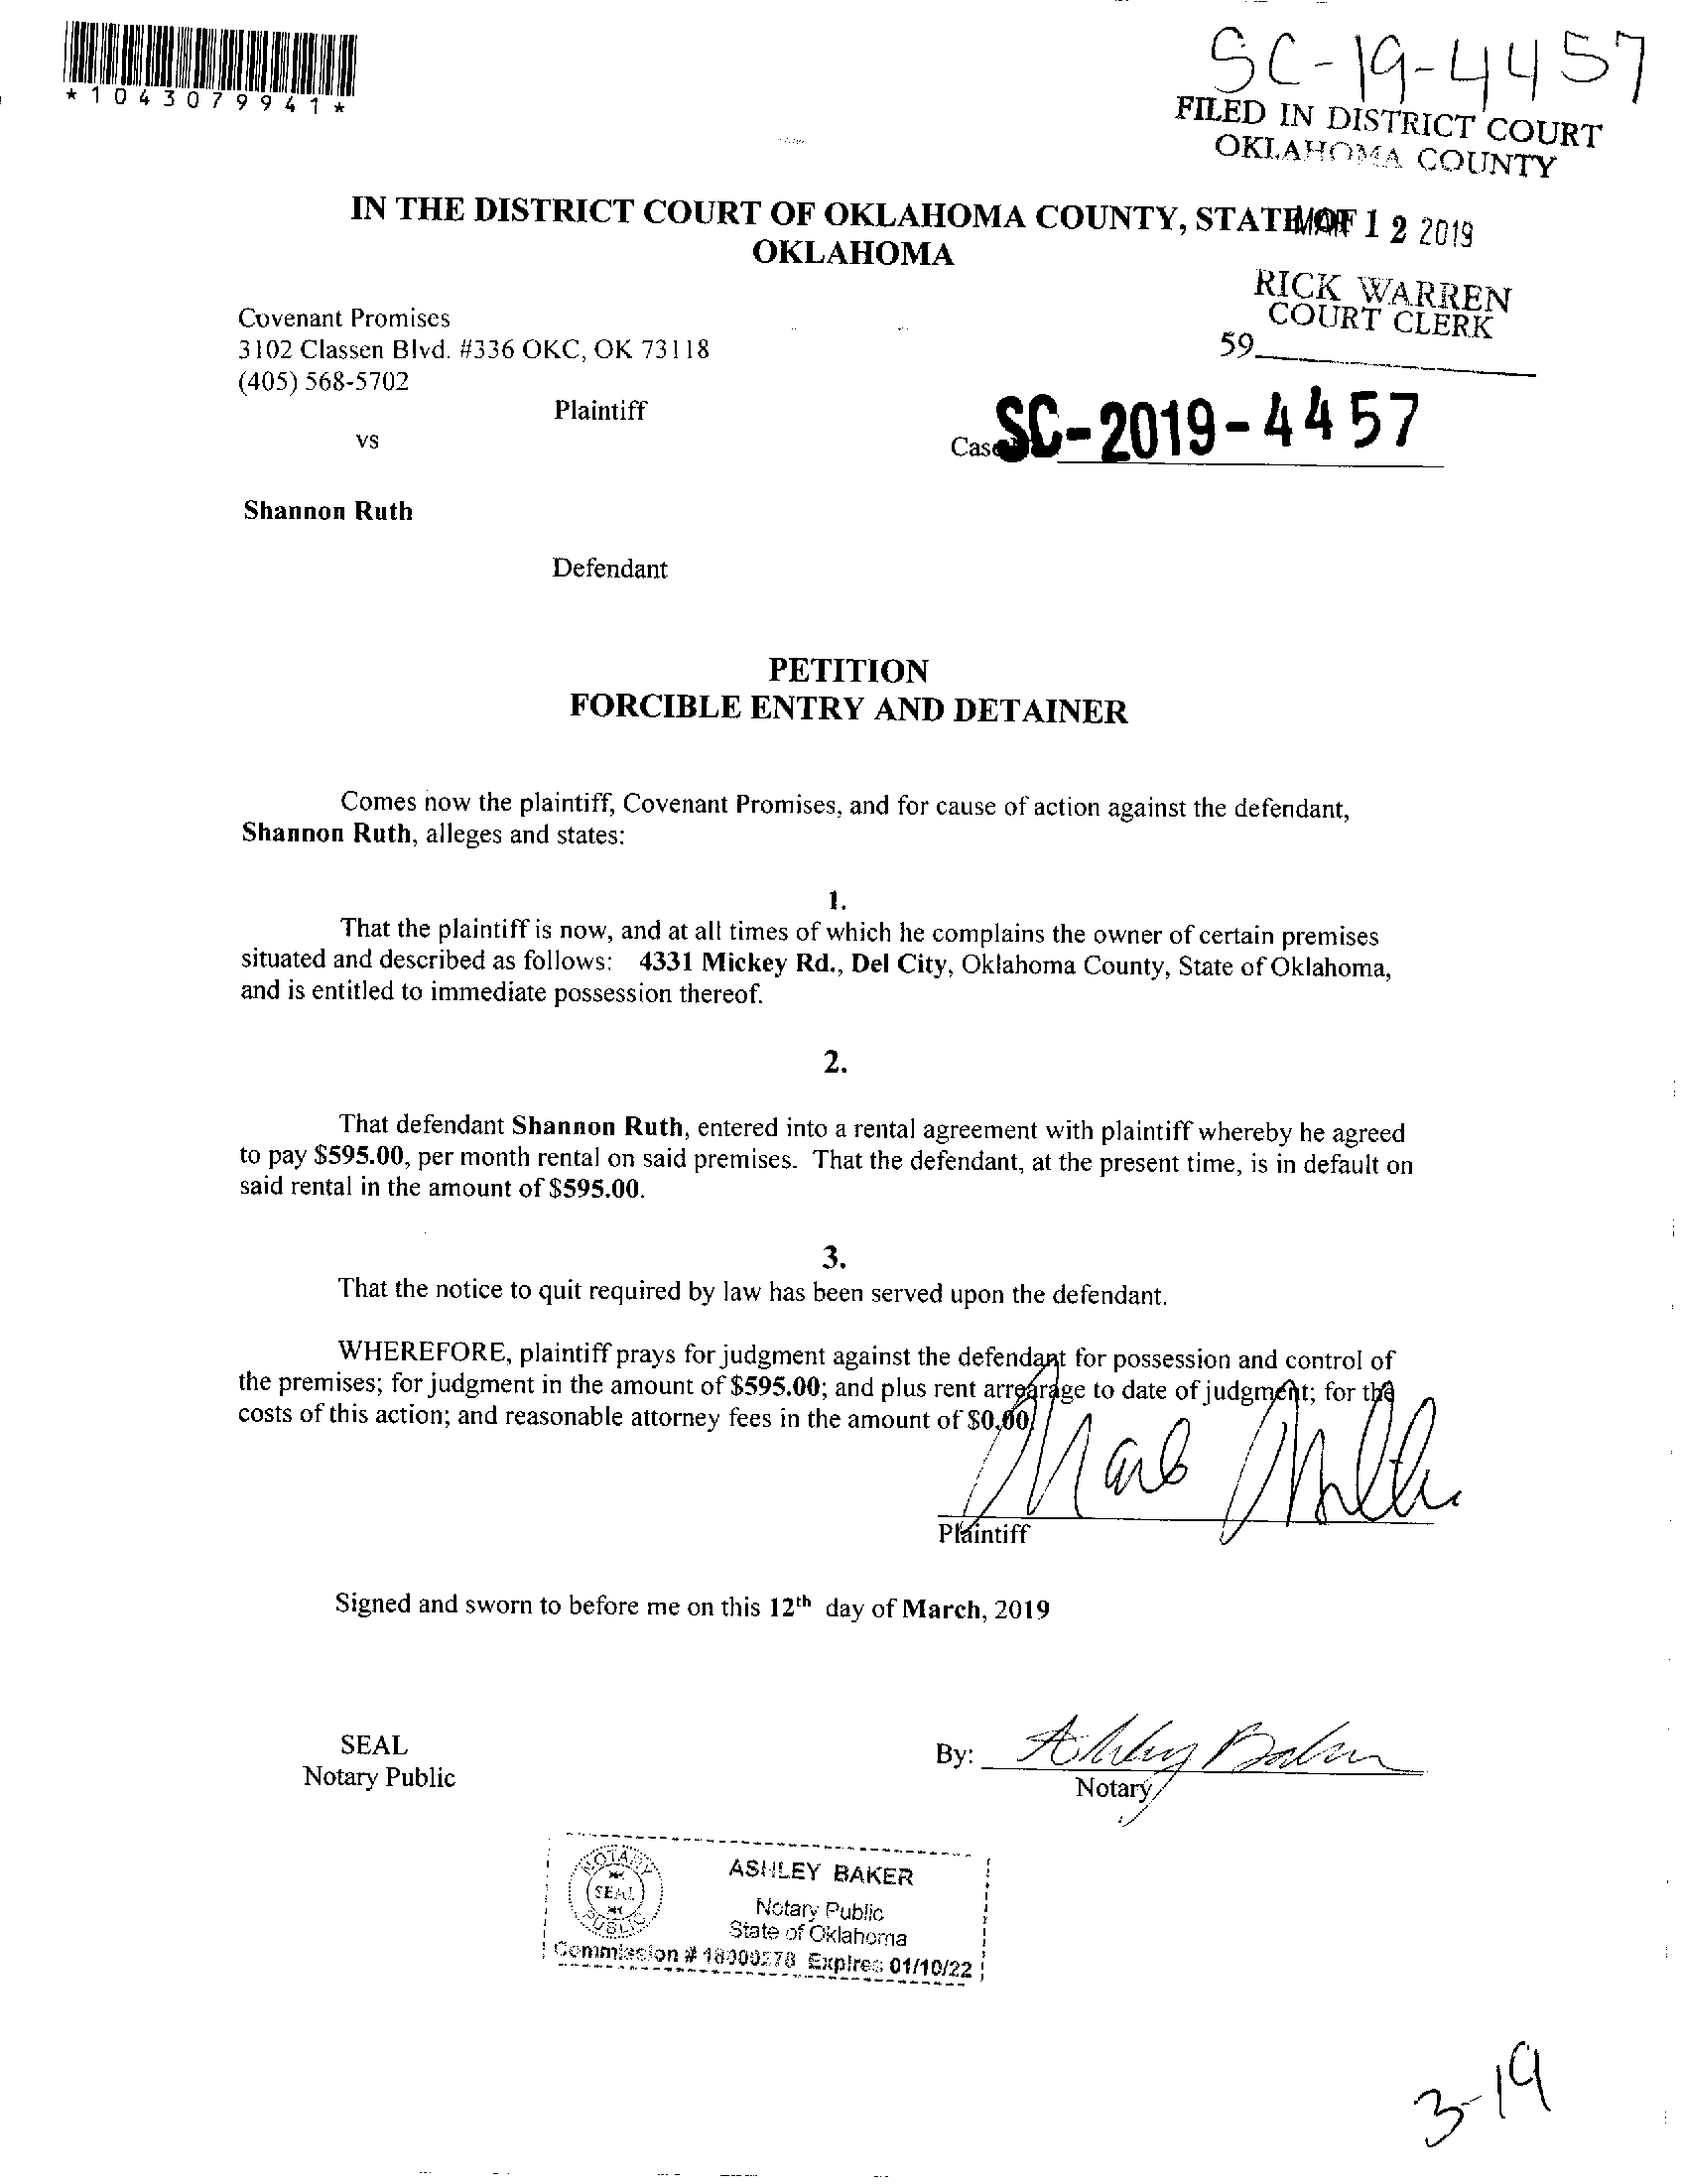 *1043079941*
SC-19-4457
FILED IN DISTRICT COURT
OKLAHOMA COUNTY
IN THE DISTRICT COURT OF OKLAHOMA COUNTY, STATE OF
MAR 12 2019
OKLAHOMA
RICK WARREN
COURT CLERK
59
Covenant Promises
3102 Classen Blvd. #336 OKC, OK 73118
(405) 568-5702
Plaintiff
vs
Case SC-2019-4457
Shannon Ruth
Defendant
PETITION
FORCIBLE ENTRY AND DETAINER
Comes now the plaintiff, Covenant Promises, and for cause of action against the defendant,
Shannon Ruth, alleges and states:
1.
That the plaintiff is now, and at all times of which he complains the owner of certain premises
situated and described as follows: 4331 Mickey Rd., Del City, Oklahoma County, State of Oklahoma,
and is entitled to immediate possession thereof.
2.
That defendant Shannon Ruth, entered into a rental agreement with plaintiff whereby he agreed
to pay $595.00, per month rental on said premises. That the defendant, at the present time, is in default on
said rental in the amount of $595.00.
3.
That the notice to quit required by law has been served upon the defendant.
WHEREFORE, plaintiff prays for judgment against the defendant for possession and control of
the premises; for judgment in the amount of $595.00; and plus rent arrearage to date of judgment; for the
costs of this action; and reasonable attorney fees in the amount of $0.00
Plaintiff
Signed and sworn to before me on this 12th day of March, 2019
SEAL
Notary Public
By: Ashley Baker
Notary
NOTARY
SEAL
PUBLIC
ASHLEY BAKER
Notary Public
State of Oklahoma
Commission # 18000278 Expires 01/10/22
3-19